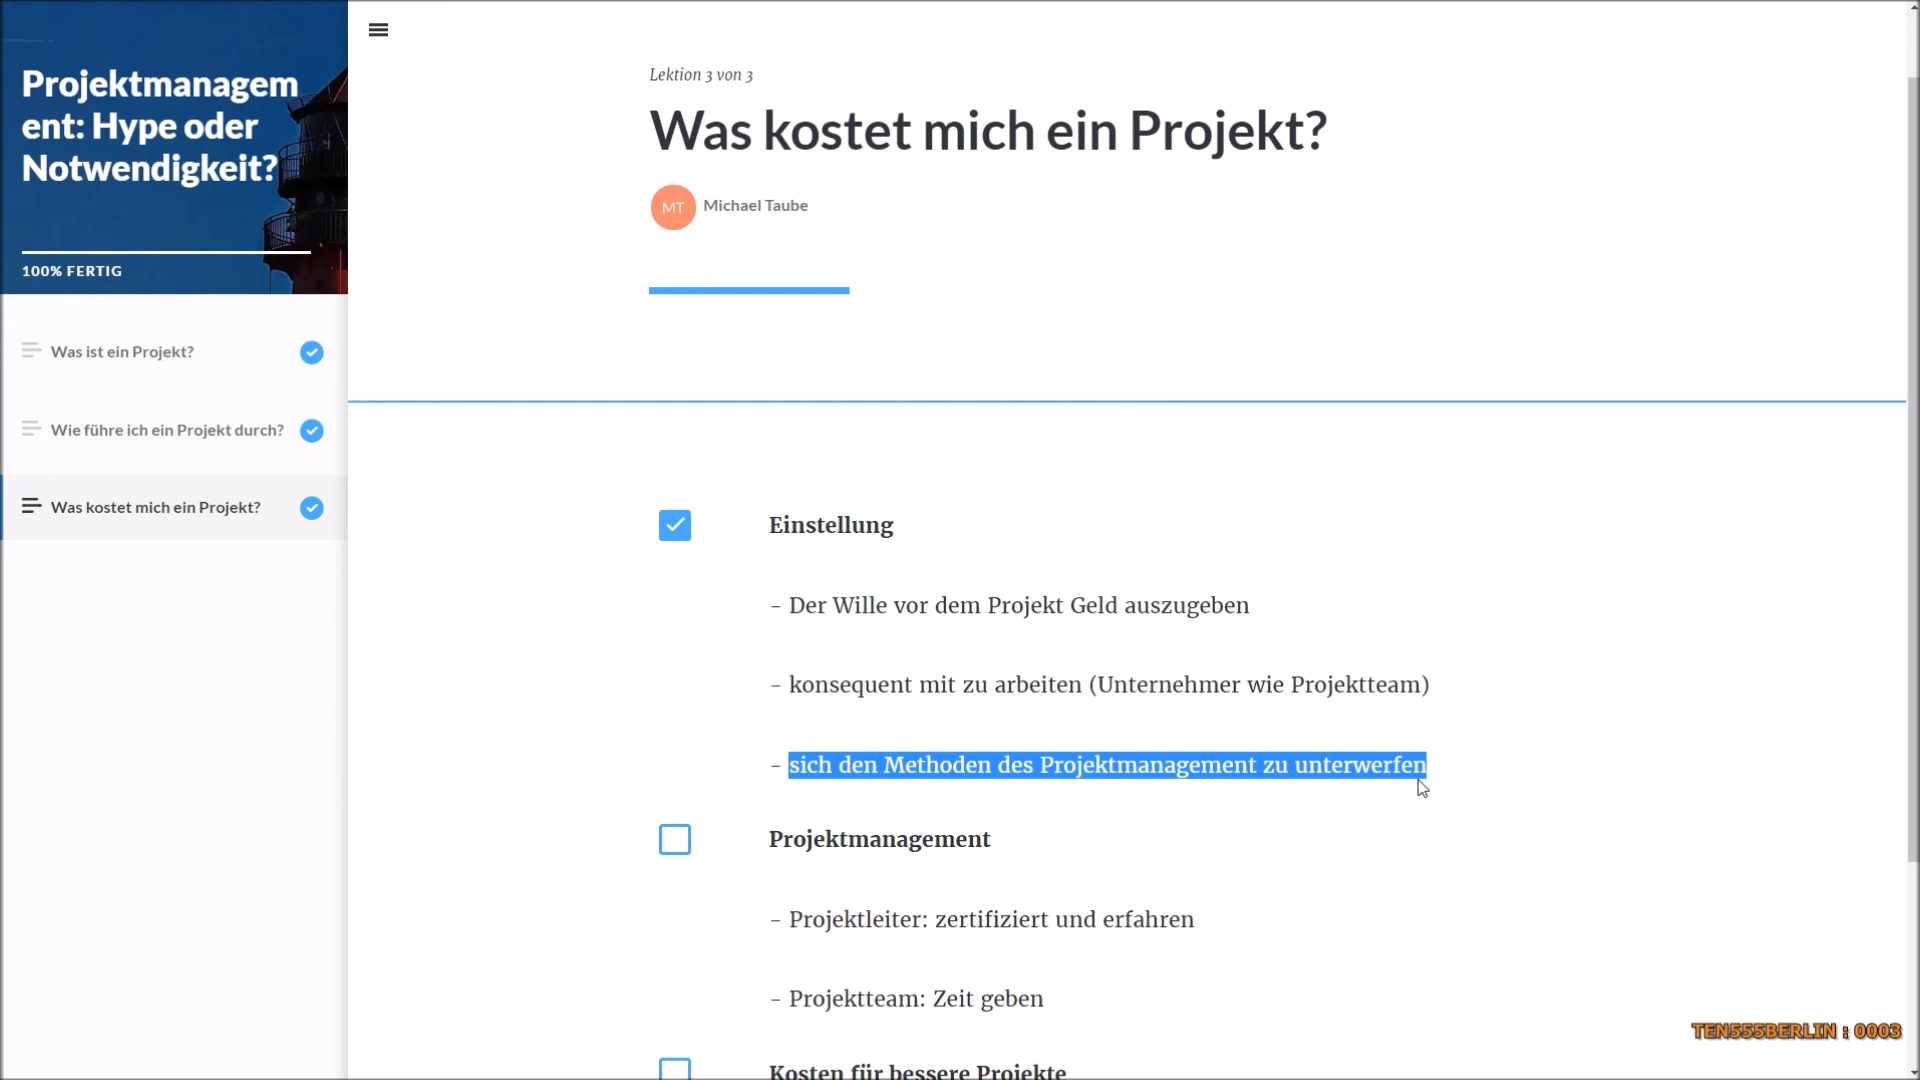 Projektmanagem
ent: Hype oder
Notwendigkeit?
100% FERTIG
Was ist ein Projekt?
Wie führe ich ein Projekt durch?
Was kostet mich ein Projekt?
Lektion 3 von 3
Was kostet mich ein Projekt?
MT Michael Taube
Einstellung
- Der Wille vor dem Projekt Geld auszugeben
- konsequent mit zu arbeiten (Unternehmer wie Projektteam)
- sich den Methoden des Projektmanagement zu unterwerfen
Projektmanagement
- Projektleiter: zertifiziert und erfahren
- Projektteam: Zeit geben
Kosten für bessere Projekte
TEN555BERLIN : 0003